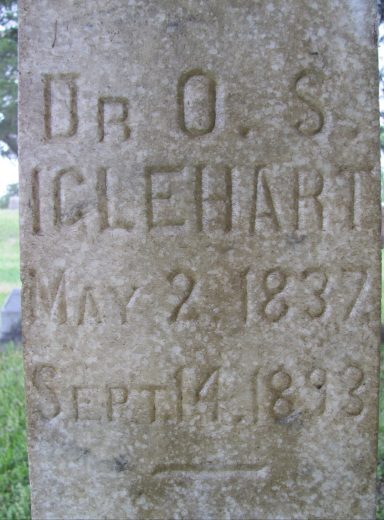 DR O. S.
IGLEHART
MAY 2 1837
SEPT. 14. 1893